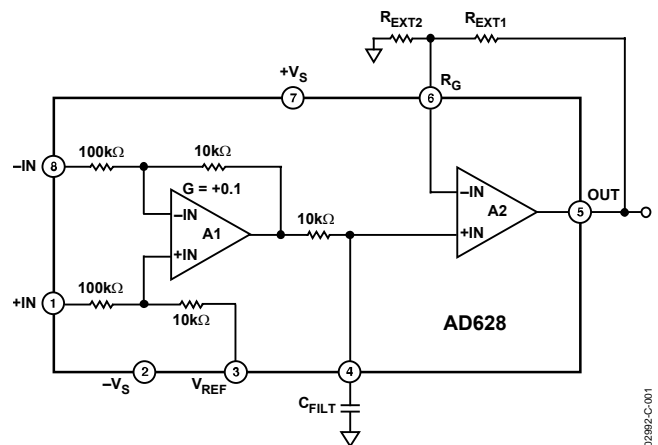 R_EXT2
R_EXT1
+V_S
R_G
7
6
100kΩ
10kΩ
–IN
8
G = +0.1
–IN
A1
+IN
10kΩ
–IN
A2
+IN
OUT
5
+IN
1
100kΩ
10kΩ
AD628
2
3
4
–V_S
V_REF
C_FILT
02992-C-001